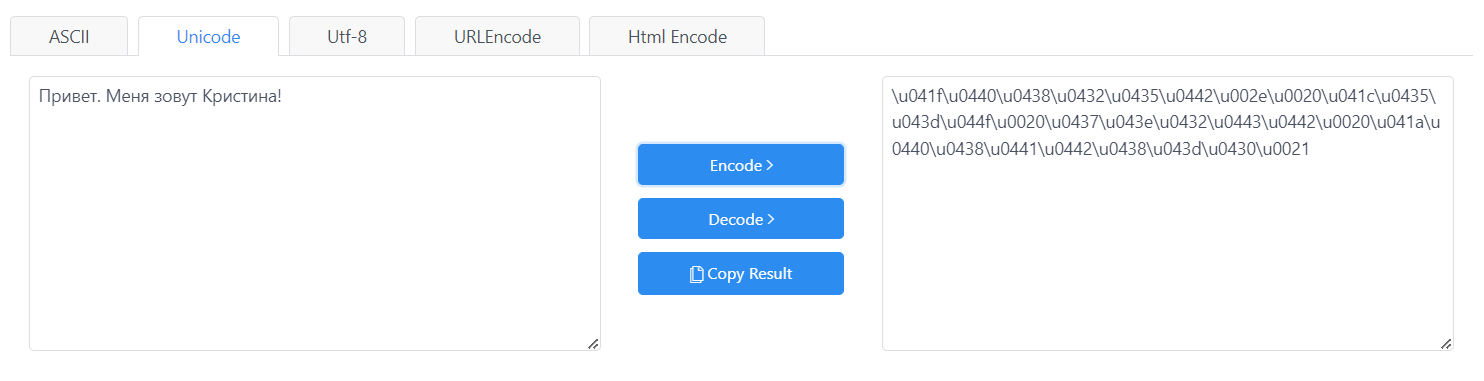 ASCII Unicode Utf-8 URLEncode Html Encode
Привет. Меня зовут Кристина!
Encode >
Decode >
Copy Result
\u041f\u0440\u0438\u0432\u0435\u0442\u002e\u0020\u041c\u0435\
u043d\u044f\u0020\u0437\u043e\u0432\u0443\u0442\u0020\u041a\u
0440\u0438\u0441\u0442\u0438\u043d\u0430\u0021